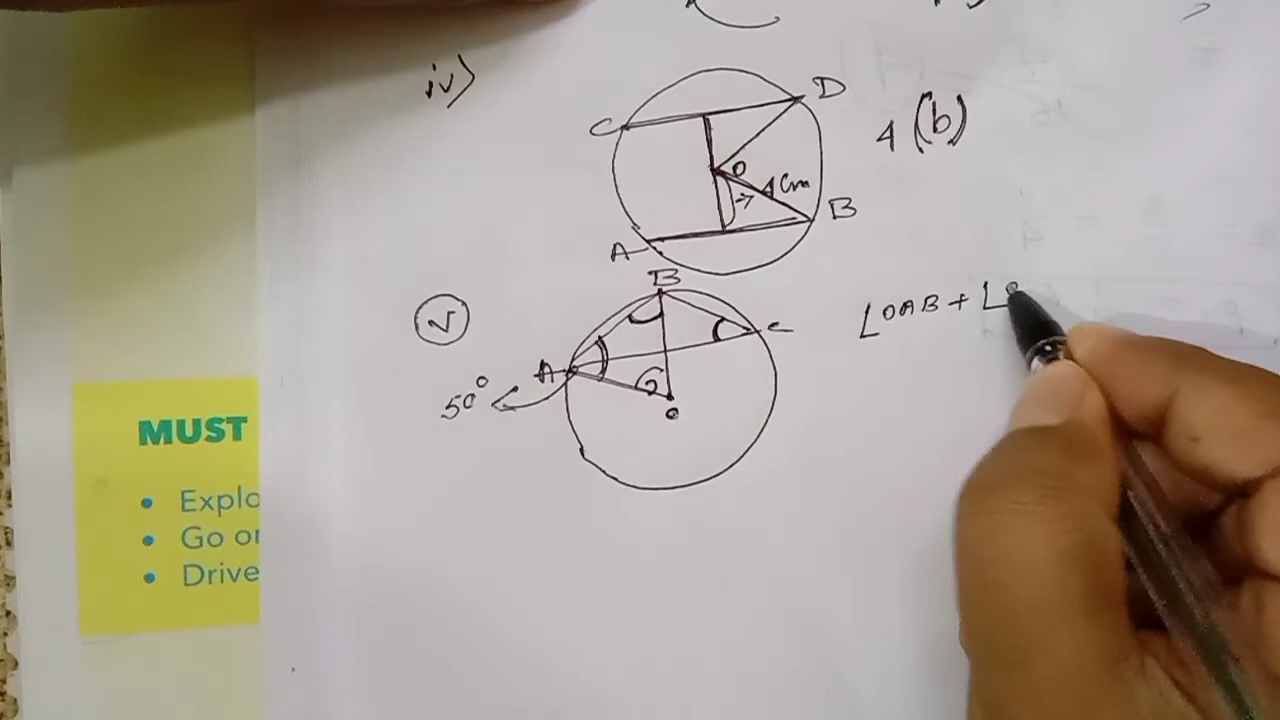 iv)
C
D
O
4 cm
B
A
4 (b)
v
B
A
C
O
50°
∠OAB + ∠O
MUST
• Explo
• Go or
• Drive